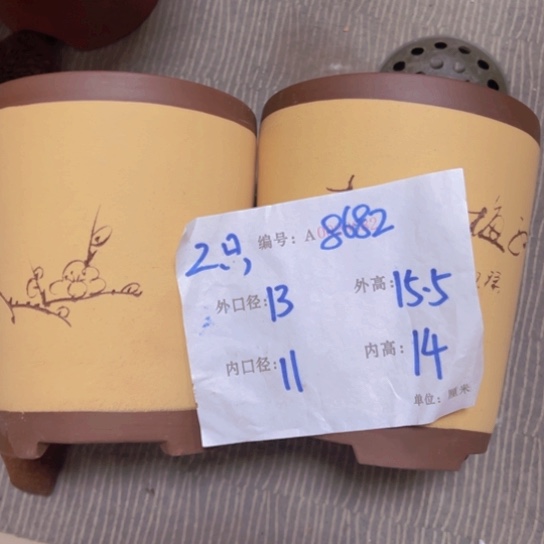 2只, 编号: A 8682
外口径: 13 外高: 15.5
内口径: 11 内高: 14
单位: 厘米